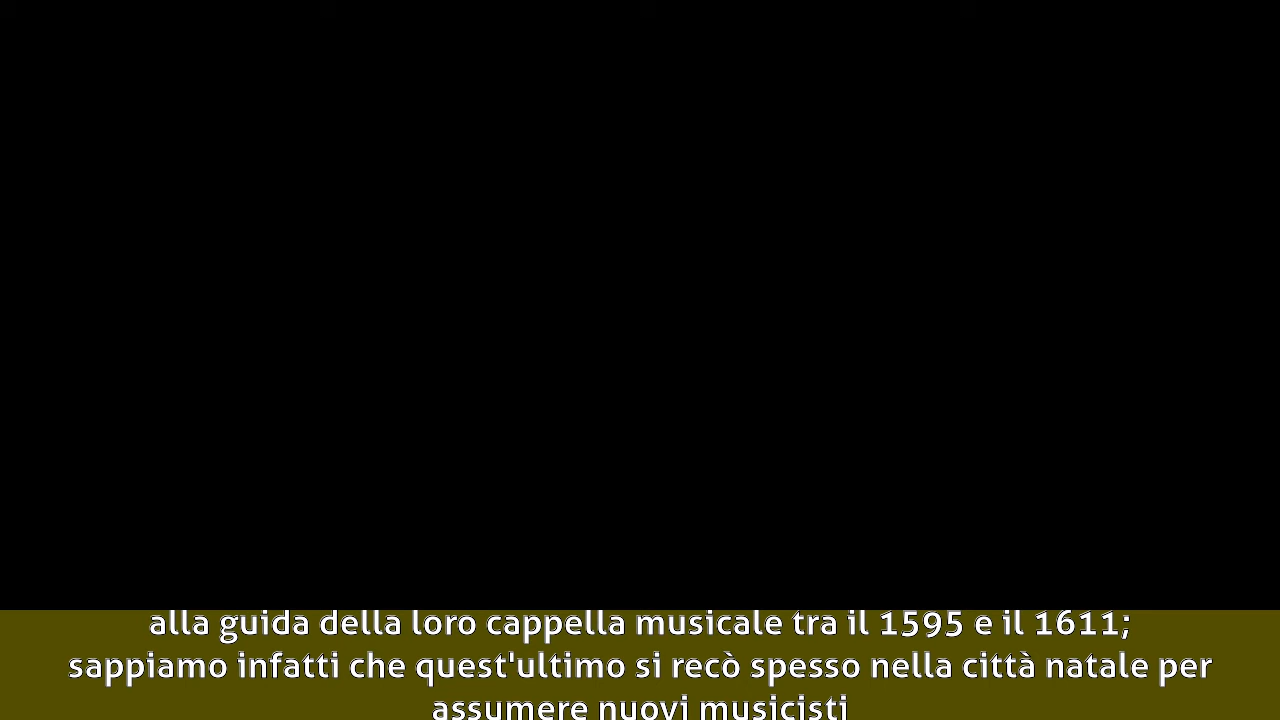 alla guida della loro cappella musicale tra il 1595 e il 1611;
sappiamo infatti che quest'ultimo si recò spesso nella città natale per
assumere nuovi musicisti